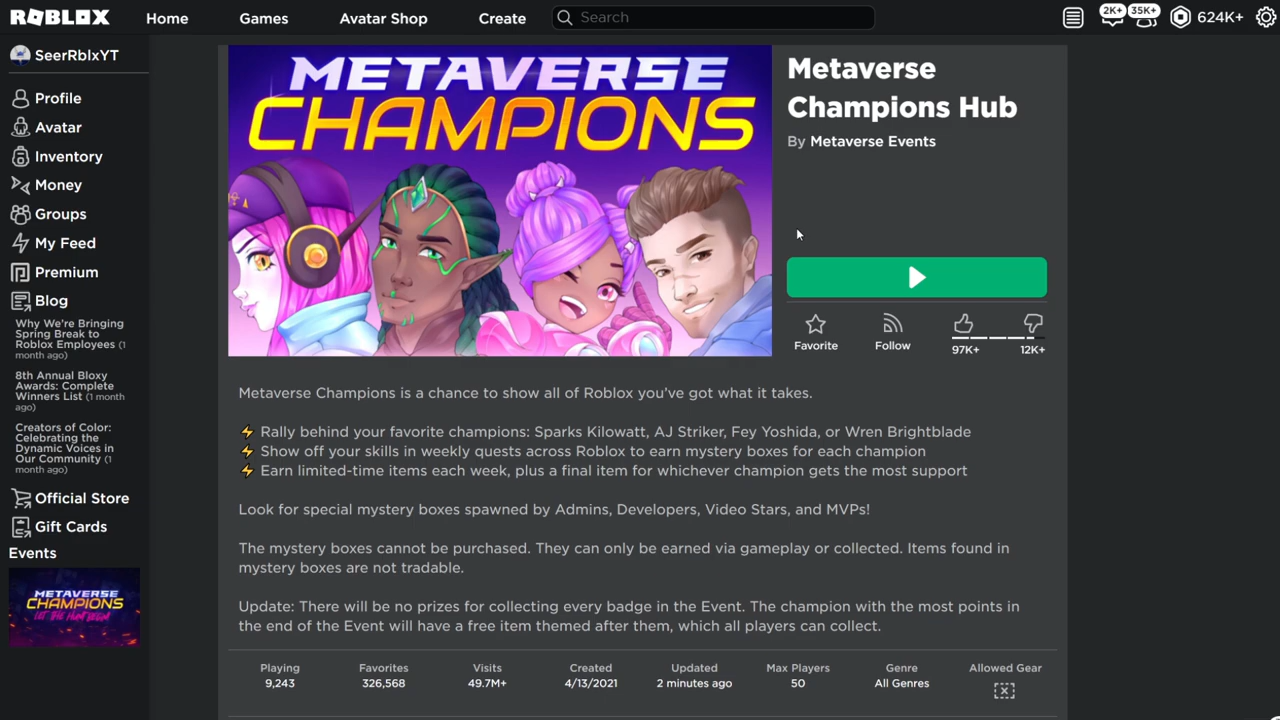 ROBLOX
Home
Games
Avatar Shop
Create
Search
2K+
35K+
624K+
SeerRblxYT
Profile
Avatar
Inventory
Money
Groups
My Feed
Premium
Blog
Why We're Bringing
Spring Break to
Roblox Employees (1
month ago)
8th Annual Bloxy
Awards: Complete
Winners List (1 month
ago)
Creators of Color:
Celebrating the
Dynamic Voices in
Our Community (1
month ago)
Official Store
Gift Cards
Events
METAVERSE
CHAMPIONS
LET THE HUNT BEGIN
METAVERSE
CHAMPIONS
Metaverse
Champions Hub
By Metaverse Events
Favorite
Follow
97K+
12K+
Metaverse Champions is a chance to show all of Roblox you've got what it takes.
⚡ Rally behind your favorite champions: Sparks Kilowatt, AJ Striker, Fey Yoshida, or Wren Brightblade
⚡ Show off your skills in weekly quests across Roblox to earn mystery boxes for each champion
⚡ Earn limited-time items each week, plus a final item for whichever champion gets the most support
Look for special mystery boxes spawned by Admins, Developers, Video Stars, and MVPs!
The mystery boxes cannot be purchased. They can only be earned via gameplay or collected. Items found in
mystery boxes are not tradable.
Update: There will be no prizes for collecting every badge in the Event. The champion with the most points in
the end of the Event will have a free item themed after them, which all players can collect.
Playing
9,243
Favorites
326,568
Visits
49.7M+
Created
4/13/2021
Updated
2 minutes ago
Max Players
50
Genre
All Genres
Allowed Gear